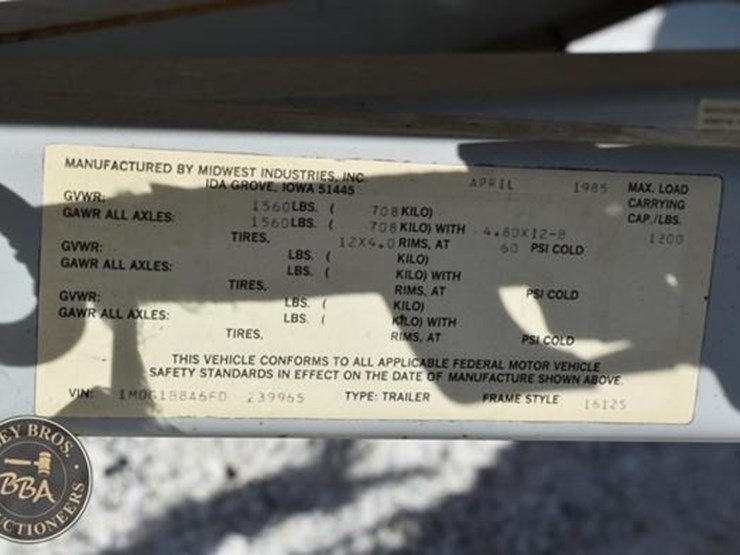 MANUFACTURED BY MIDWEST INDUSTRIES, INC.
IDA GROVE, IOWA 51445
APRIL 1985
MAX. LOAD
CARRYING
CAP./LBS.
1200
GVWR: 1560 LBS. ( 708 KILO)
GAWR ALL AXLES: 1560 LBS. ( 708 KILO) WITH 4.80X12-B
TIRES, 12X4.0 RIMS, AT 60 PSI COLD
GVWR: LBS. ( KILO)
GAWR ALL AXLES: LBS. ( KILO) WITH
TIRES, RIMS, AT PSI COLD
GVWR: LBS. ( KILO)
GAWR ALL AXLES: LBS. ( KILO) WITH
TIRES, RIMS, AT PSI COLD
THIS VEHICLE CONFORMS TO ALL APPLICABLE FEDERAL MOTOR VEHICLE
SAFETY STANDARDS IN EFFECT ON THE DATE OF MANUFACTURE SHOWN ABOVE.
VIN: 239965 TYPE: TRAILER FRAME STYLE 1612S
EY BROS.
BBA
CTIONEERS